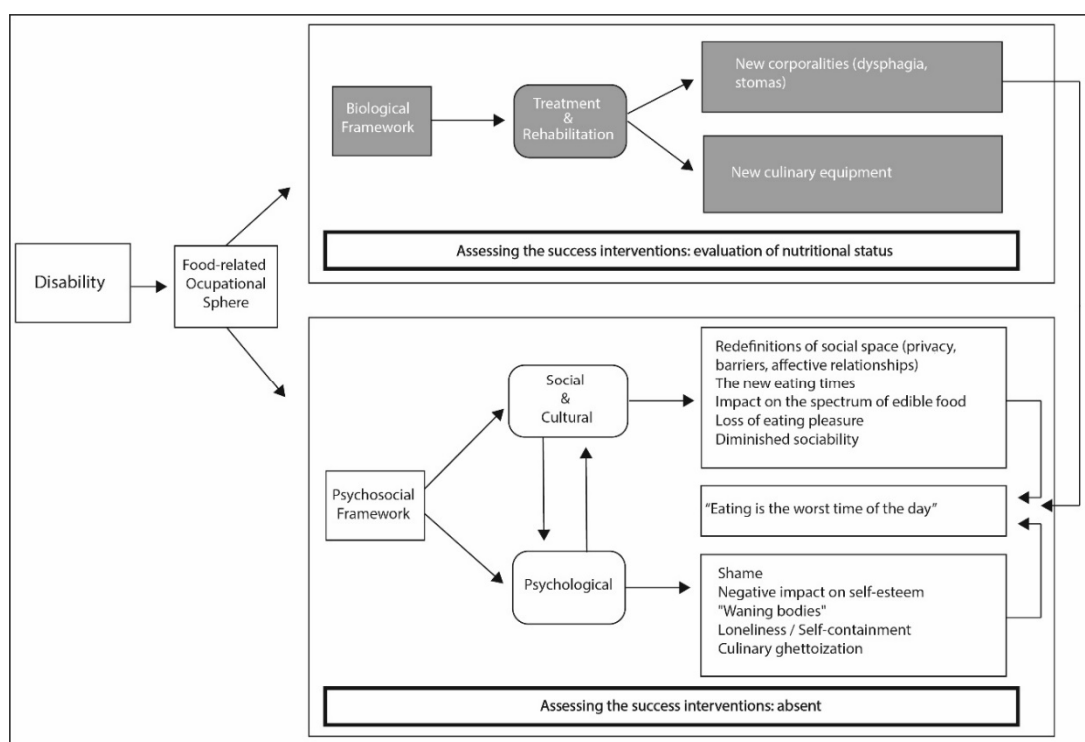 New corporalities (dysphagia,
stomas)
Biological
Framework
Treatment
&
Rehabilitation
New culinary equipment
Assessing the success interventions: evaluation of nutritional status
Disability
Food-related
Ocupational
Sphere
Redefinitions of social space (privacy,
barriers, affective relationships)
The new eating times
Impact on the spectrum of edible food
Loss of eating pleasure
Diminished sociability
Social
&
Cultural
Psychosocial
Framework
“Eating is the worst time of the day”
Psychological
Shame
Negative impact on self-esteem
"Waning bodies"
Loneliness / Self-containment
Culinary ghettoization
Assessing the success interventions: absent